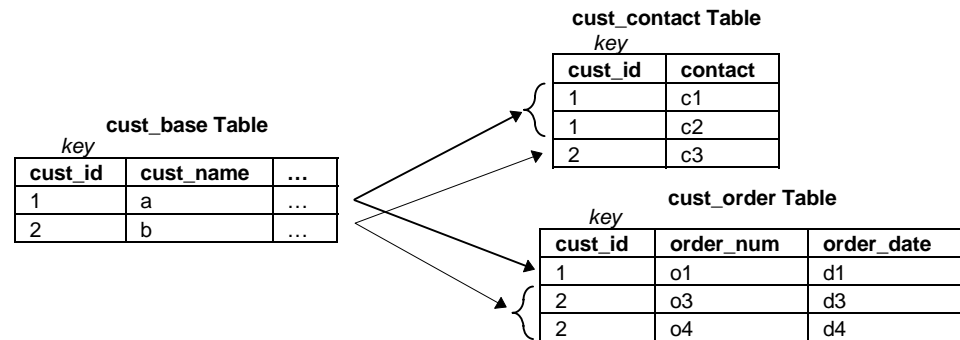 cust_contact Table
key
cust_id contact
1 c1
1 c2
2 c3
cust_base Table
key
cust_id cust_name ...
1 a ...
2 b ...
cust_order Table
key
cust_id order_num order_date
1 o1 d1
2 o3 d3
2 o4 d4